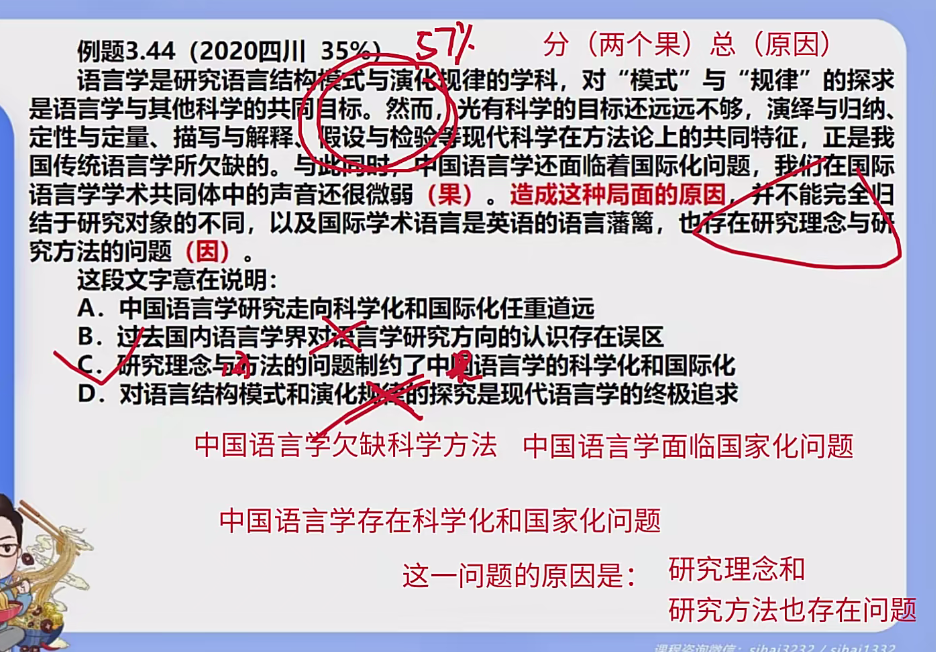 例题3.44（2020四川 35%）
57%
分（两个果）总（原因）
语言学是研究语言结构模式与演化规律的学科，对“模式”与“规律”的探求
是语言学与其他科学的共同目标。然而，光有科学的目标还远远不够，演绎与归纳、
定性与定量、描写与解释、假设与检验等现代科学在方法论上的共同特征，正是我
国传统语言学所欠缺的。与此同时，中国语言学还面临着国际化问题，我们在国际
语言学学术共同体中的声音还很微弱（果）。造成这种局面的原因，并不能完全归
结于研究对象的不同，以及国际学术语言是英语的语言藩篱，也存在研究理念与研
究方法的问题（因）。
这段文字意在说明：
A．中国语言学研究走向科学化和国际化任重道远
B．过去国内语言学界对语言学研究方向的认识存在误区
C．研究理念与方法的问题制约了中国语言学的科学化和国际化
D．对语言结构模式和演化规律的探究是现代语言学的终极追求
中国语言学欠缺科学方法 中国语言学面临国家化问题
中国语言学存在科学化和国家化问题
这一问题的原因是： 研究理念和
研究方法也存在问题
课程咨询微信：sihai3232 / sihai1332